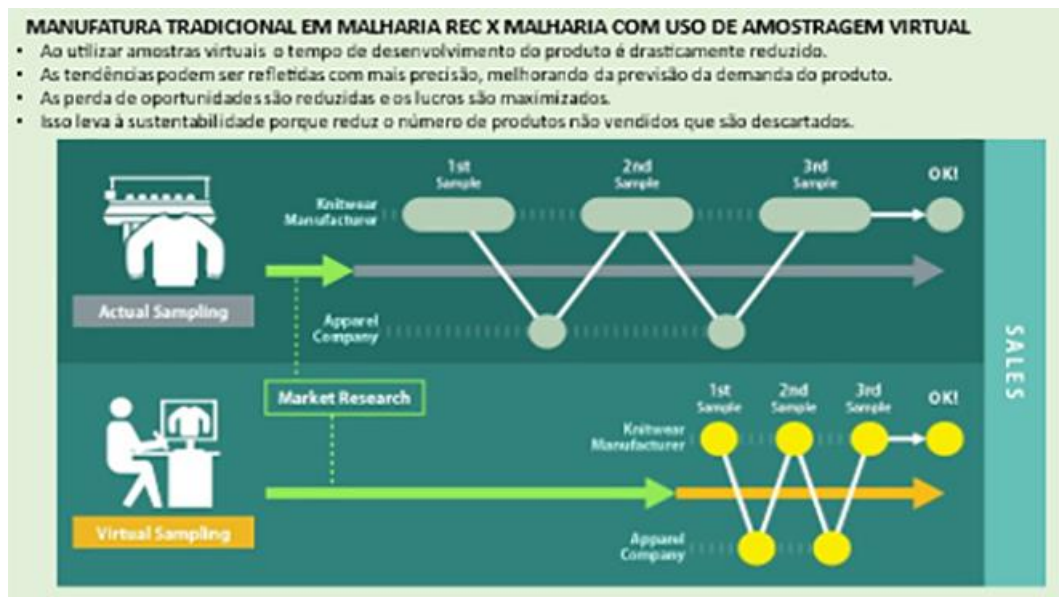 MANUFATURA TRADICIONAL EM MALHARIA REC X MALHARIA COM USO DE AMOSTRAGEM VIRTUAL
• Ao utilizar amostras virtuais o tempo de desenvolvimento do produto é drasticamente reduzido.
• As tendências podem ser refletidas com mais precisão, melhorando da previsão da demanda do produto.
• As perda de oportunidades são reduzidas e os lucros são maximizados.
• Isso leva à sustentabilidade porque reduz o número de produtos não vendidos que são descartados.
1st
Sample
2nd
Sample
3rd
Sample
OK!
Knitwear
Manufacturer
Actual Sampling
Apparel
Company
Market Research
1st
Sample
2nd
Sample
3rd
Sample
OK!
Knitwear
Manufacturer
Virtual Sampling
Apparel
Company
SALES